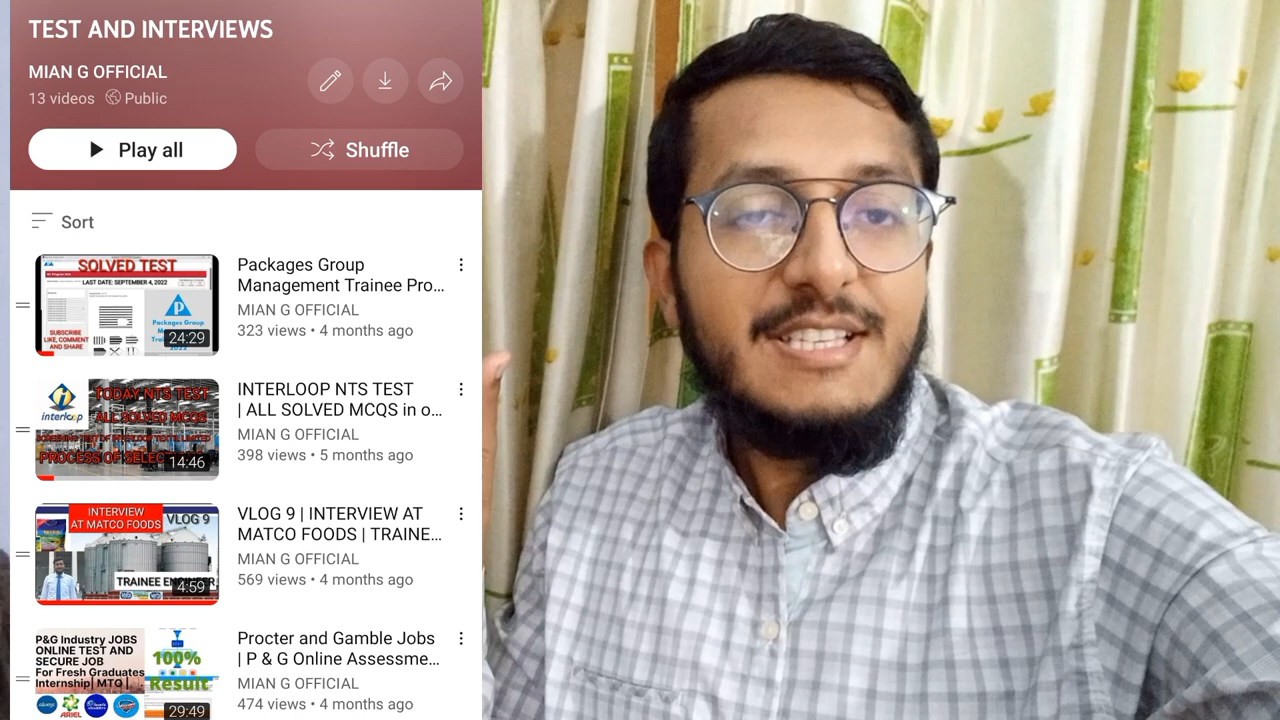 TEST AND INTERVIEWS
MIAN G OFFICIAL
13 videos Public
Play all
Shuffle
Sort
SOLVED TEST
LAST DATE: SEPTEMBER 4, 2022
Packages Group
SUBSCRIBE
LIKE, COMMENT
AND SHARE
24:29
Packages Group
Management Trainee Pro...
MIAN G OFFICIAL
323 views • 4 months ago
interloop
TODAY NTS TEST
ALL SOLVED MCQS
PROCESS OF SELEC
14:46
INTERLOOP NTS TEST
| ALL SOLVED MCQS in o...
MIAN G OFFICIAL
398 views • 5 months ago
INTERVIEW
AT MATCO FOODS
VLOG 9
TRAINEE ENGINEER
4:59
VLOG 9 | INTERVIEW AT
MATCO FOODS | TRAINE...
MIAN G OFFICIAL
569 views • 4 months ago
P&G Industry JOBS
ONLINE TEST AND
SECURE JOB
For Fresh Graduates
Internship| MTO |
100%
Result
always
ARIEL
29:49
Procter and Gamble Jobs
| P & G Online Assessme...
MIAN G OFFICIAL
474 views • 4 months ago